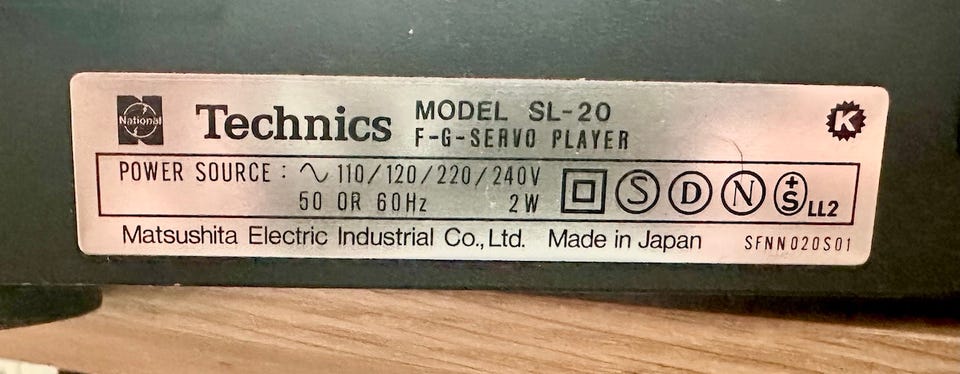 National
Technics
MODEL SL-20
F-G-SERVO PLAYER
K
POWER SOURCE : ∿ 110/120/220/240V
50 OR 60Hz 2W
S D N +S LL2
Matsushita Electric Industrial Co., Ltd. Made in Japan SFNN020S01